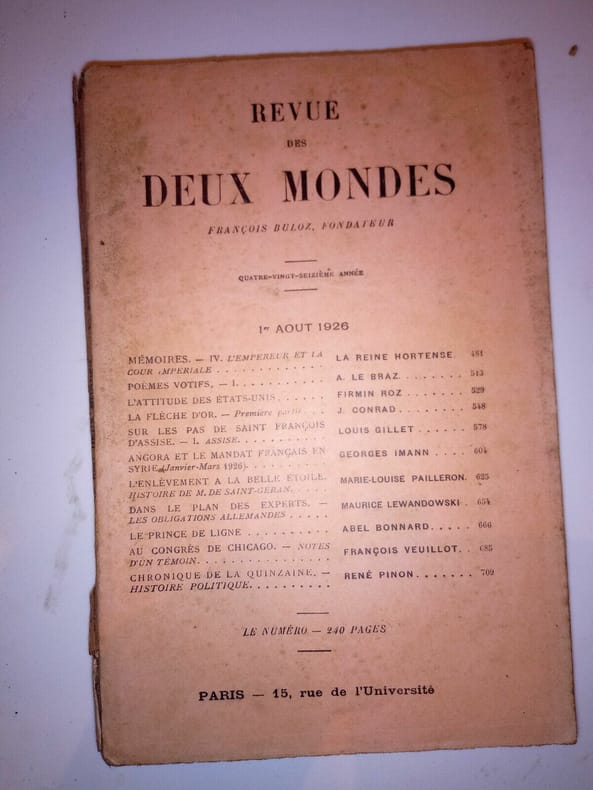 REVUE
DES
DEUX MONDES
FRANÇOIS BULOZ, FONDATEUR
QUATRE-VINGT-SEIZIÈME ANNÉE
1er AOUT 1926
MÉMOIRES. — IV. L'EMPEREUR ET LA
COUR IMPÉRIALE . . . . . . . . . . . . LA REINE HORTENSE. 481
POÈMES VOTIFS. — I. . . . . . . . . . . A. LE BRAZ. . . . . . . . 513
L'ATTITUDE DES ÉTATS-UNIS . . . . . FIRMIN ROZ . . . . . . . . 529
LA FLÈCHE D'OR. — Première partie . . . J. CONRAD . . . . . . . . 548
SUR LES PAS DE SAINT FRANÇOIS
D'ASSISE. — I. ASSISE. . . . . . . . . . LOUIS GILLET . . . . . . 578
ANGORA ET LE MANDAT FRANÇAIS EN
SYRIE (Janvier-Mars 1926). . . . . . . . . GEORGES IMANN . . . . 604
L'ENLÈVEMENT A LA BELLE ÉTOILE.
HISTOIRE DE M. DE SAINT-GÉRAN. . . . . MARIE-LOUISE PAILLERON. 625
DANS LE PLAN DES EXPERTS. —
LES OBLIGATIONS ALLEMANDES . . . . . MAURICE LEWANDOWSKI . 654
LE PRINCE DE LIGNE . . . . . . . . . . ABEL BONNARD. . . . . 666
AU CONGRÈS DE CHICAGO. — NOTES
D'UN TÉMOIN. . . . . . . . . . . . . . . . FRANÇOIS VEUILLOT. . 685
CHRONIQUE DE LA QUINZAINE. —
HISTOIRE POLITIQUE. . . . . . . . . . RENÉ PINON. . . . . . . 709
LE NUMÉRO — 240 PAGES
PARIS — 15, rue de l'Université